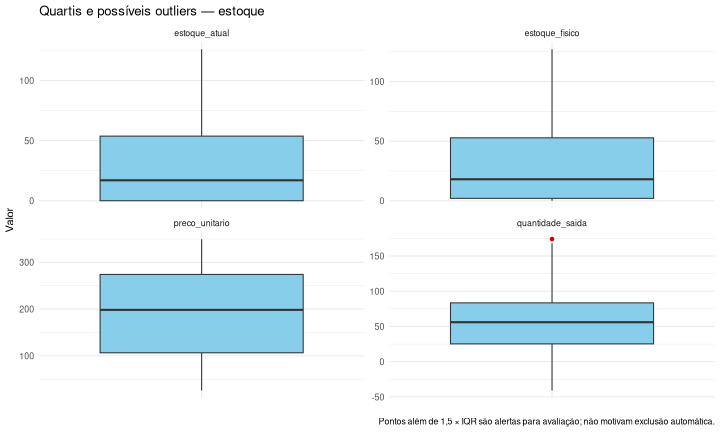 Quartis e possíveis outliers — estoque
estoque_atual
estoque_fisico
100
50
0
100
50
0
Valor
preco_unitario
quantidade_saida
300
200
100
150
100
50
0
-50
Pontos além de 1,5 × IQR são alertas para avaliação; não motivam exclusão automática.